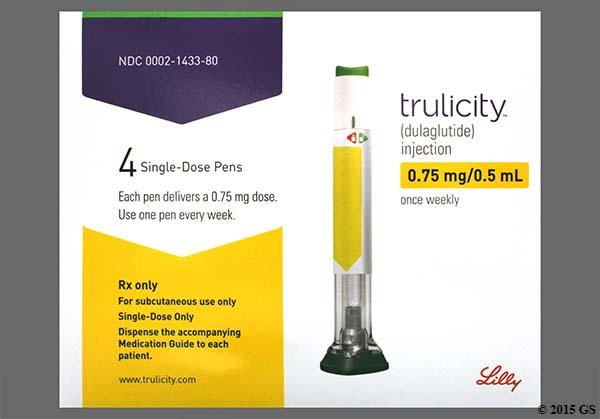 NDC 0002-1433-80
4 Single-Dose Pens
Each pen delivers a 0.75 mg dose.
Use one pen every week.
Rx only
For subcutaneous use only
Single-Dose Only
Dispense the accompanying
Medication Guide to each
patient.
www.trulicity.com
trulicity™
(dulaglutide)
injection
0.75 mg/0.5 mL
once weekly
Lilly
© 2015 GS